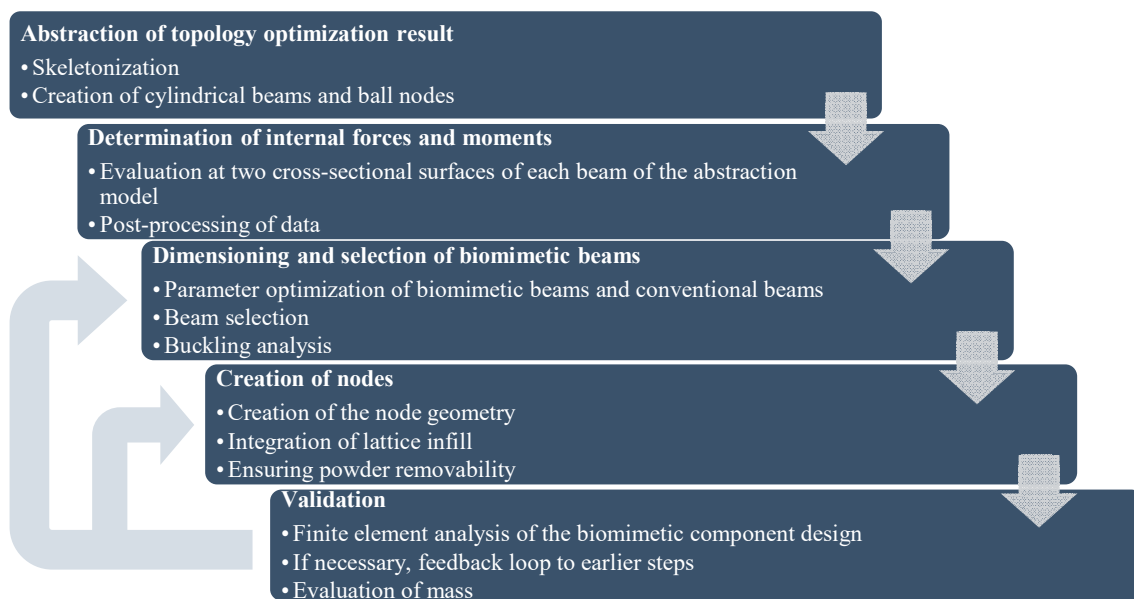 Abstraction of topology optimization result
• Skeletonization
• Creation of cylindrical beams and ball nodes
Determination of internal forces and moments
• Evaluation at two cross-sectional surfaces of each beam of the abstraction
model
• Post-processing of data
Dimensioning and selection of biomimetic beams
• Parameter optimization of biomimetic beams and conventional beams
• Beam selection
• Buckling analysis
Creation of nodes
• Creation of the node geometry
• Integration of lattice infill
• Ensuring powder removability
Validation
• Finite element analysis of the biomimetic component design
• If necessary, feedback loop to earlier steps
• Evaluation of mass